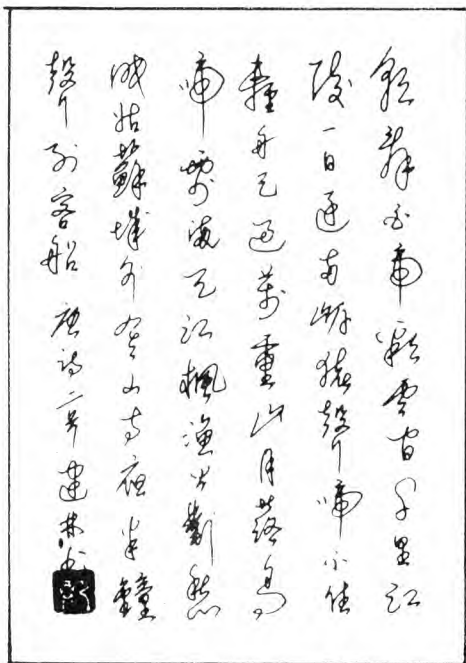 朝辭白帝彩雲間千里江
陵一日還兩岸猿聲啼不住
輕舟已過萬重山月落烏
啼霜滿天江楓漁火對愁
眠姑蘇城外寒山寺夜半鐘
聲到客船 唐詩二首 建林書